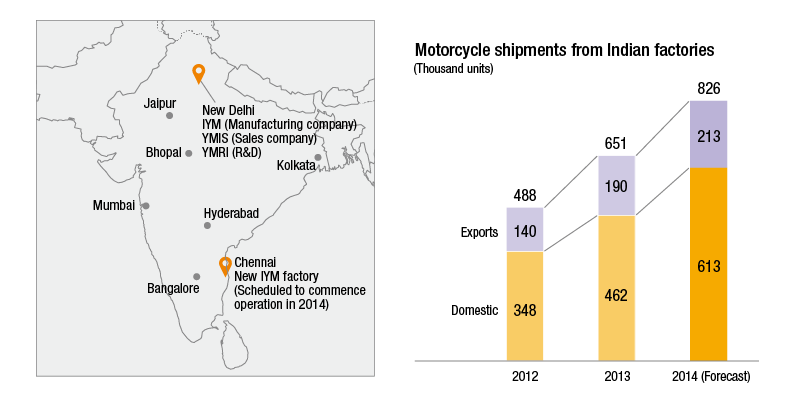 Jaipur
New Delhi
IYM (Manufacturing company)
YMIS (Sales company)
YMRI (R&D)
Bhopal
Kolkata
Mumbai
Hyderabad
Chennai
New IYM factory
(Scheduled to commence
operation in 2014)
Bangalore
Motorcycle shipments from Indian factories
(Thousand units)
826
213
651
190
488
Exports
140
613
462
Domestic
348
2012
2013
2014 (Forecast)